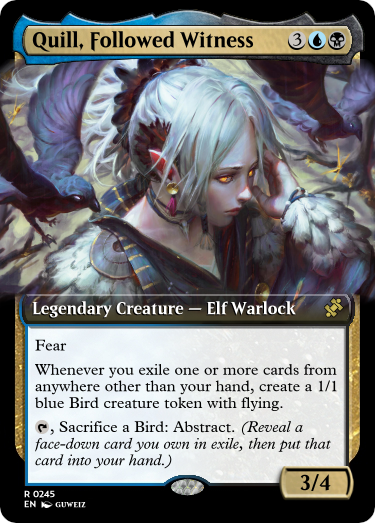 Quill, Followed Witness 3
Legendary Creature — Elf Warlock
Fear
Whenever you exile one or more cards from
anywhere other than your hand, create a 1/1
blue Bird creature token with flying.
, Sacrifice a Bird: Abstract. (Reveal a
face-down card you own in exile, then put that
card into your hand.)
3/4
R 0245
EN GUWEIZ